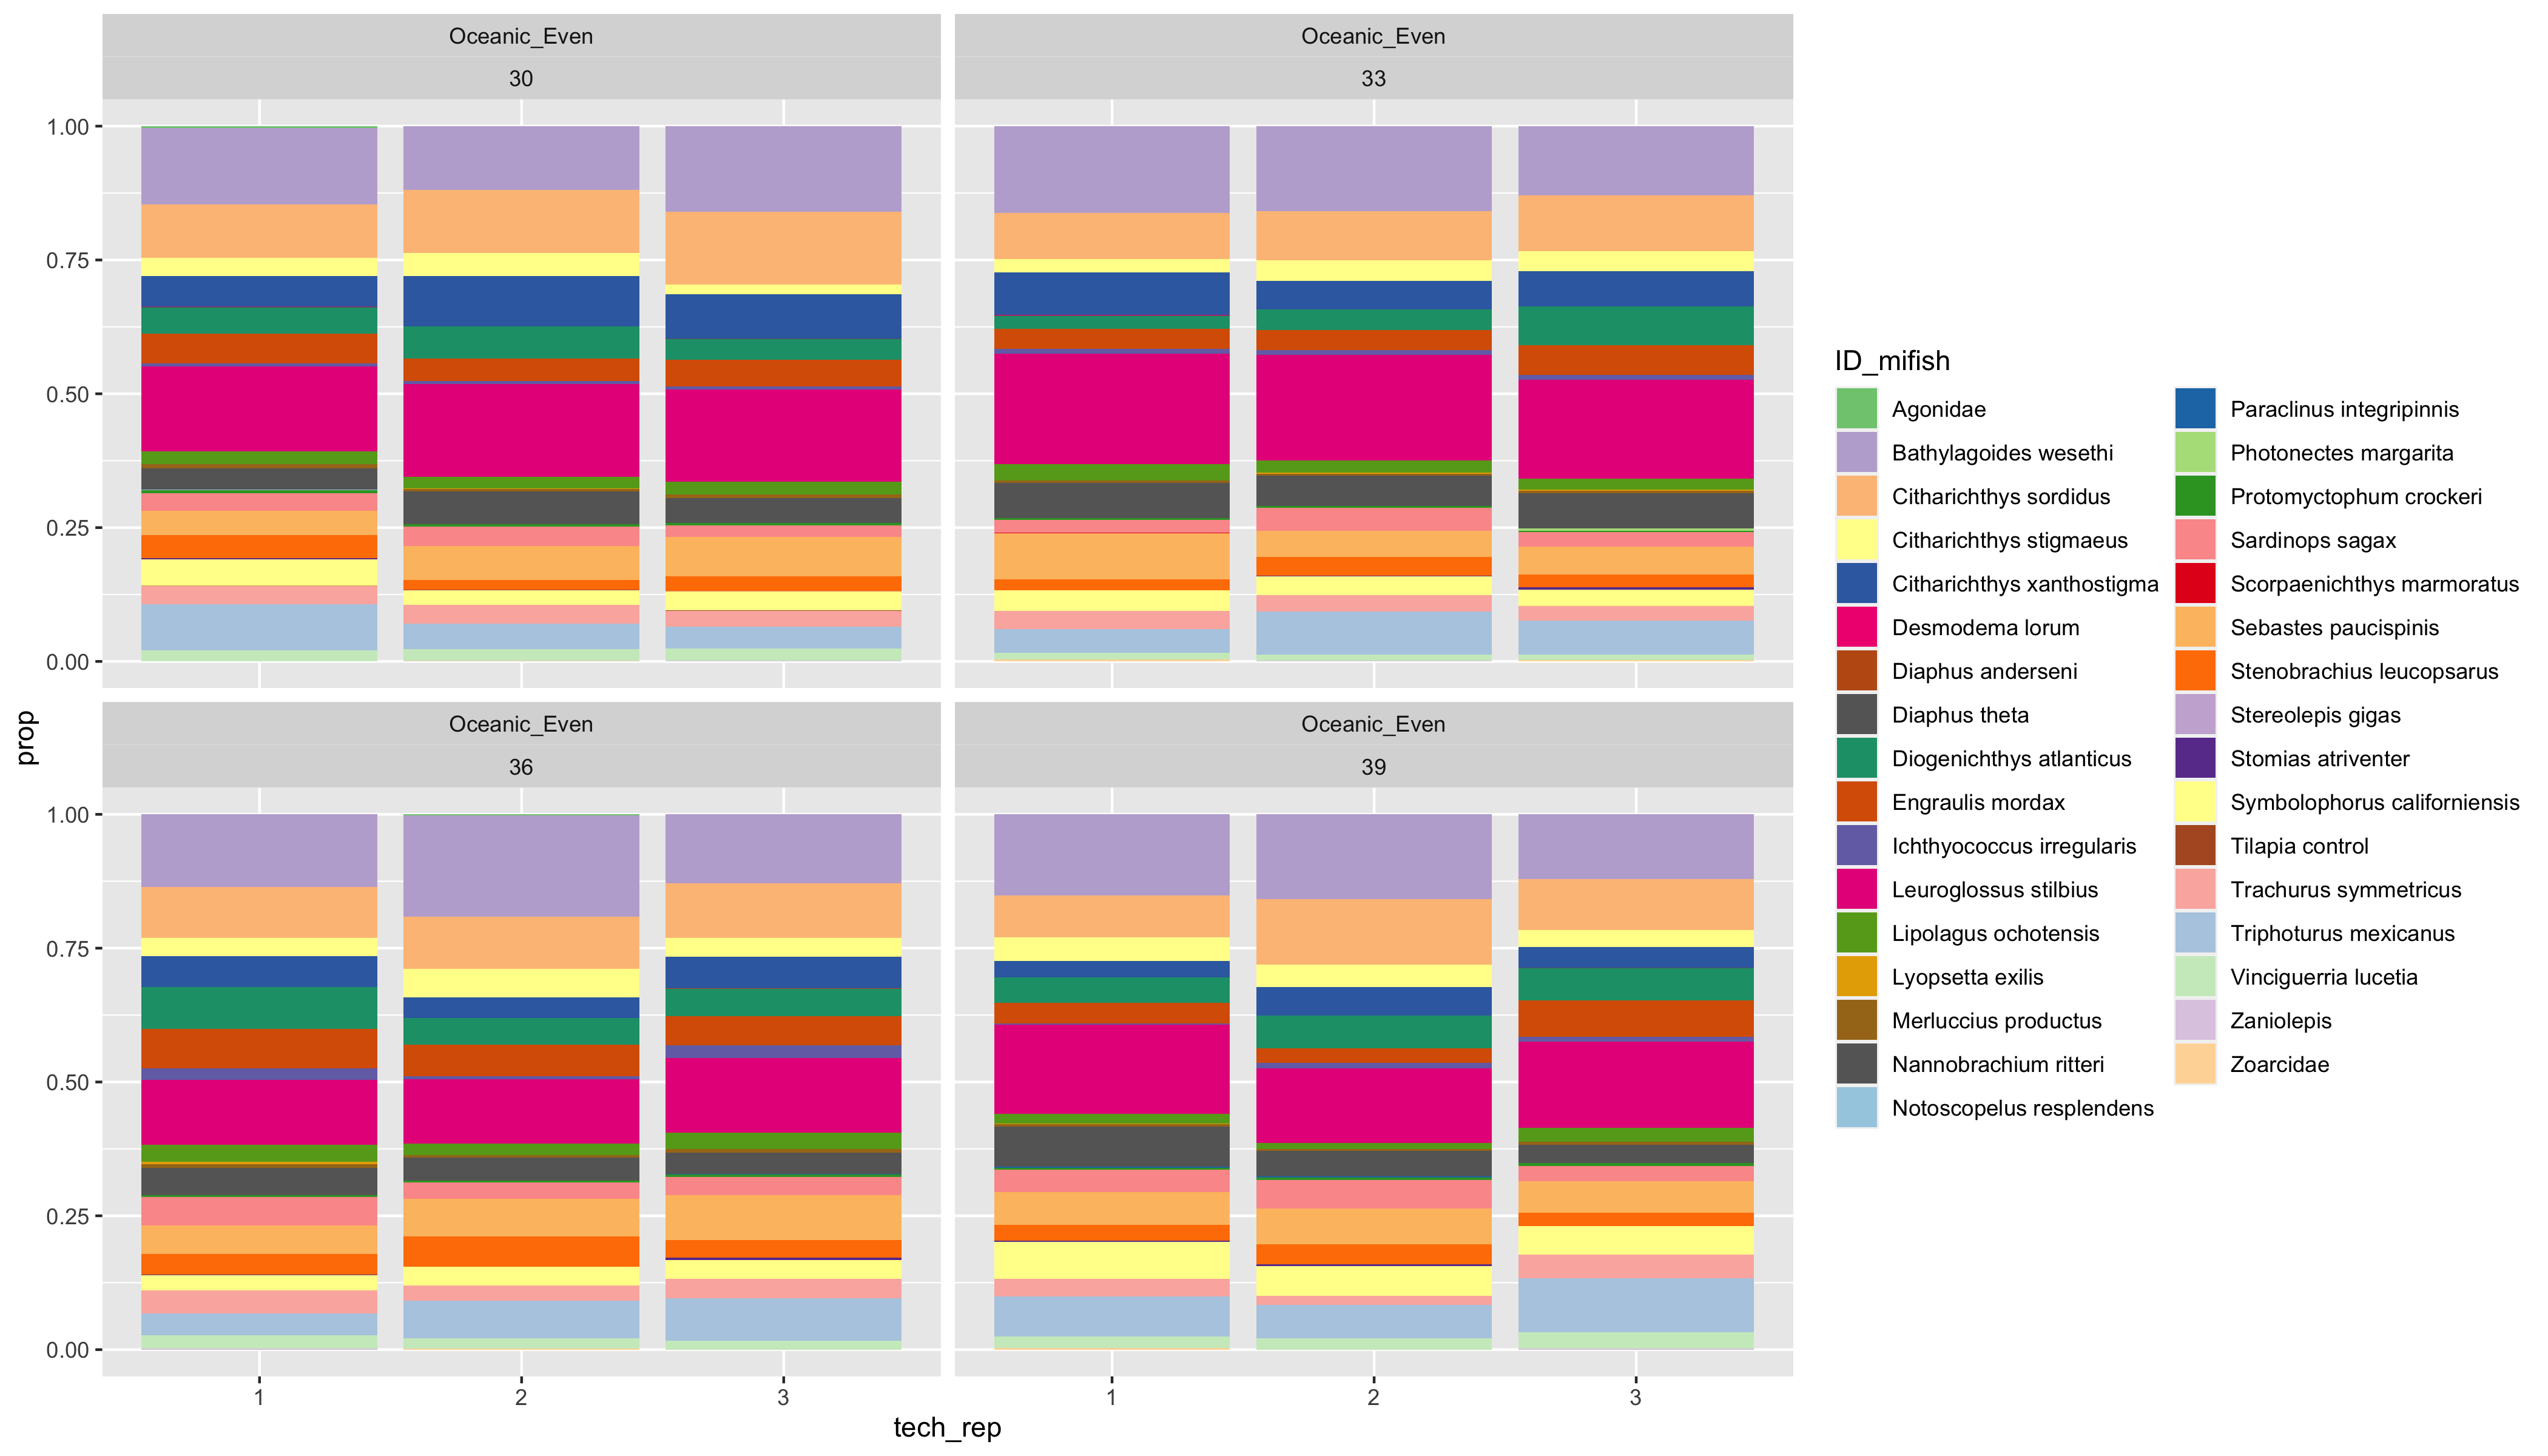 Oceanic_Even
30
Oceanic_Even
33
1.00
0.75
0.50
0.25
0.00
Oceanic_Even
36
Oceanic_Even
39
1.00
0.75
0.50
0.25
0.00
1
2
3
1
2
3
prop
tech_rep
ID_mifish
Agonidae
Bathylagoides wesethi
Citharichthys sordidus
Citharichthys stigmaeus
Citharichthys xanthostigma
Desmodema lorum
Diaphus anderseni
Diaphus theta
Diogenichthys atlanticus
Engraulis mordax
Ichthyococcus irregularis
Leuroglossus stilbius
Lipolagus ochotensis
Lyopsetta exilis
Merluccius productus
Nannobrachium ritteri
Notoscopelus resplendens
Paraclinus integripinnis
Photonectes margarita
Protomyctophum crockeri
Sardinops sagax
Scorpaenichthys marmoratus
Sebastes paucispinis
Stenobrachius leucopsarus
Stereolepis gigas
Stomias atriventer
Symbolophorus californiensis
Tilapia control
Trachurus symmetricus
Triphoturus mexicanus
Vinciguerria lucetia
Zaniolepis
Zoarcidae